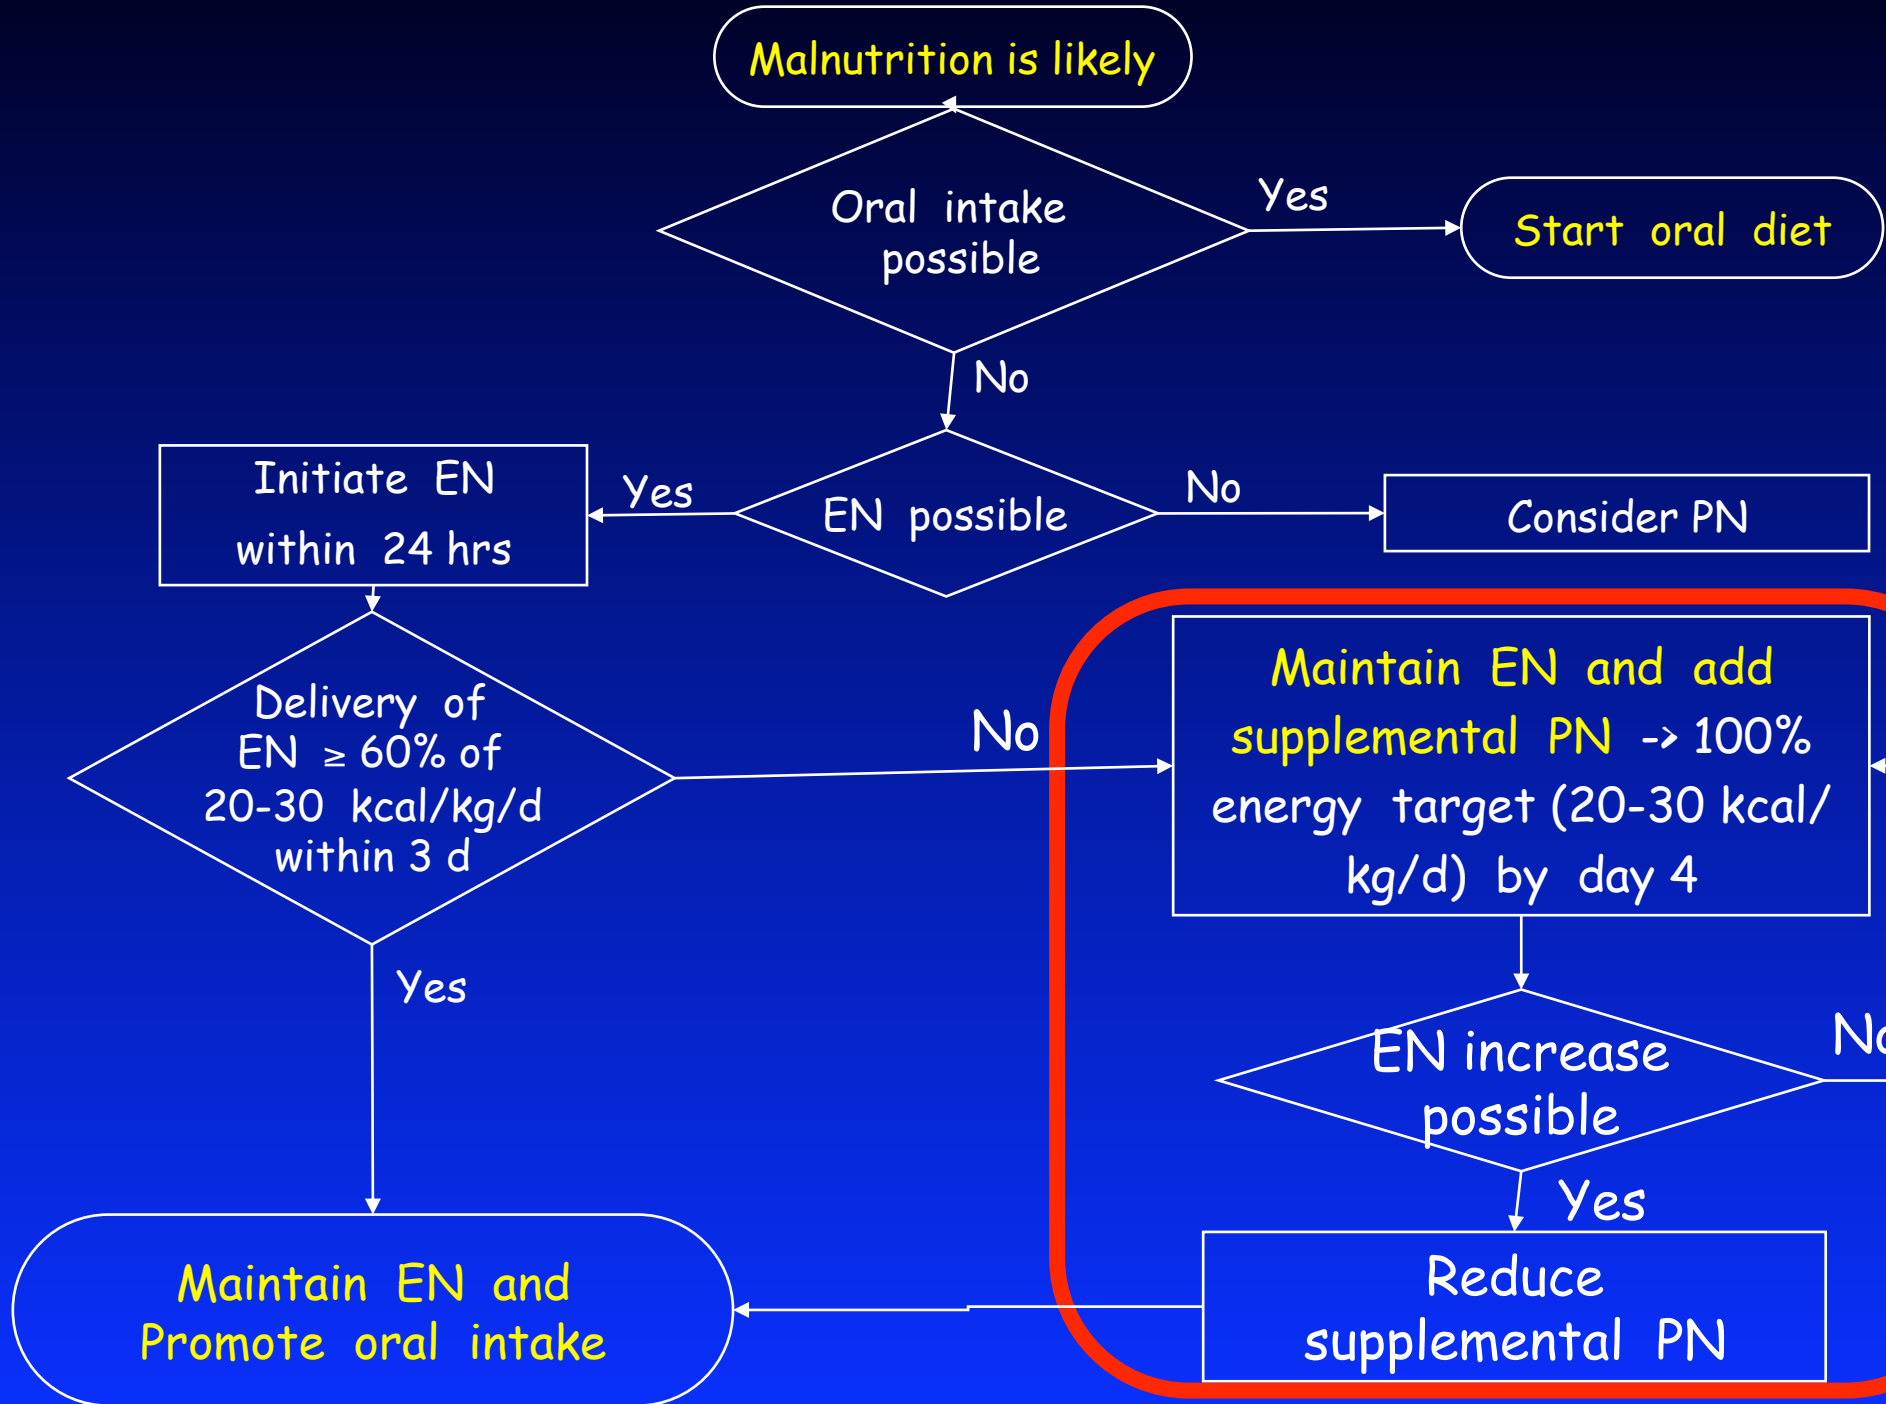 Malnutrition is likely
Oral intake
possible
Yes
Start oral diet
No
Initiate EN
within 24 hrs
Yes
EN possible
No
Consider PN
Delivery of
EN ≥ 60% of
20-30 kcal/kg/d
within 3 d
No
Maintain EN and add
supplemental PN -> 100%
energy target (20-30 kcal/
kg/d) by day 4
Yes
EN increase
possible
No
Yes
Maintain EN and
Promote oral intake
Reduce
supplemental PN